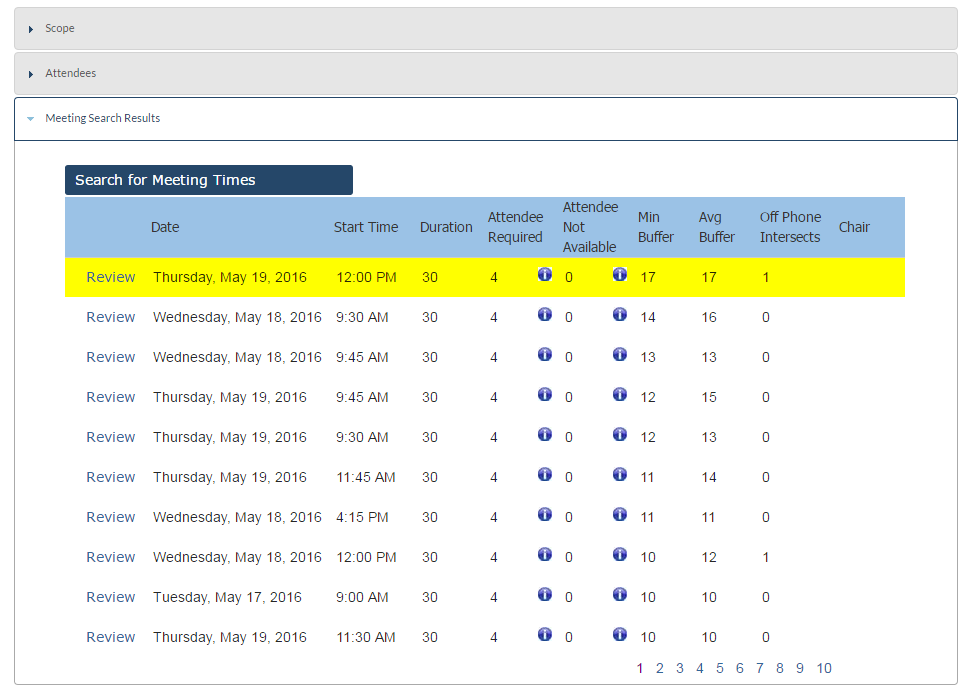 Scope
Attendees
Meeting Search Results
Search for Meeting Times
Date Start Time Duration Attendee Required Attendee Not Available Min Buffer Avg Buffer Off Phone Intersects Chair
Review Thursday, May 19, 2016 12:00 PM 30 4 0 17 17 1
Review Wednesday, May 18, 2016 9:30 AM 30 4 0 14 16 0
Review Wednesday, May 18, 2016 9:45 AM 30 4 0 13 13 0
Review Thursday, May 19, 2016 9:45 AM 30 4 0 12 15 0
Review Thursday, May 19, 2016 9:30 AM 30 4 0 12 13 0
Review Thursday, May 19, 2016 11:45 AM 30 4 0 11 14 0
Review Wednesday, May 18, 2016 4:15 PM 30 4 0 11 11 0
Review Wednesday, May 18, 2016 12:00 PM 30 4 0 10 12 1
Review Tuesday, May 17, 2016 9:00 AM 30 4 0 10 10 0
Review Thursday, May 19, 2016 11:30 AM 30 4 0 10 10 0
1 2 3 4 5 6 7 8 9 10